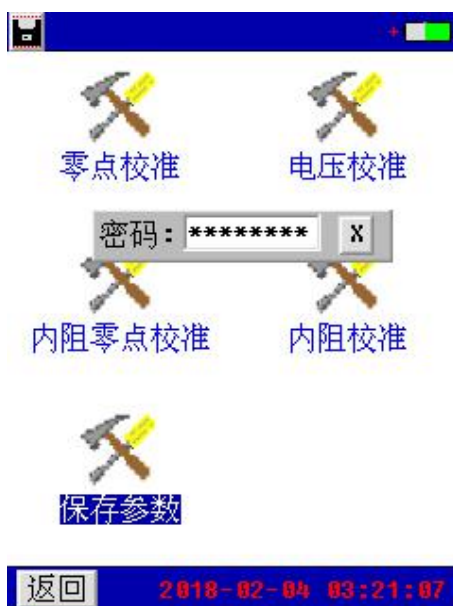 零点校准 电压校准
密码: ******** X
内阻零点校准 内阻校准
保存参数
返回 2018-02-04 03:21:07